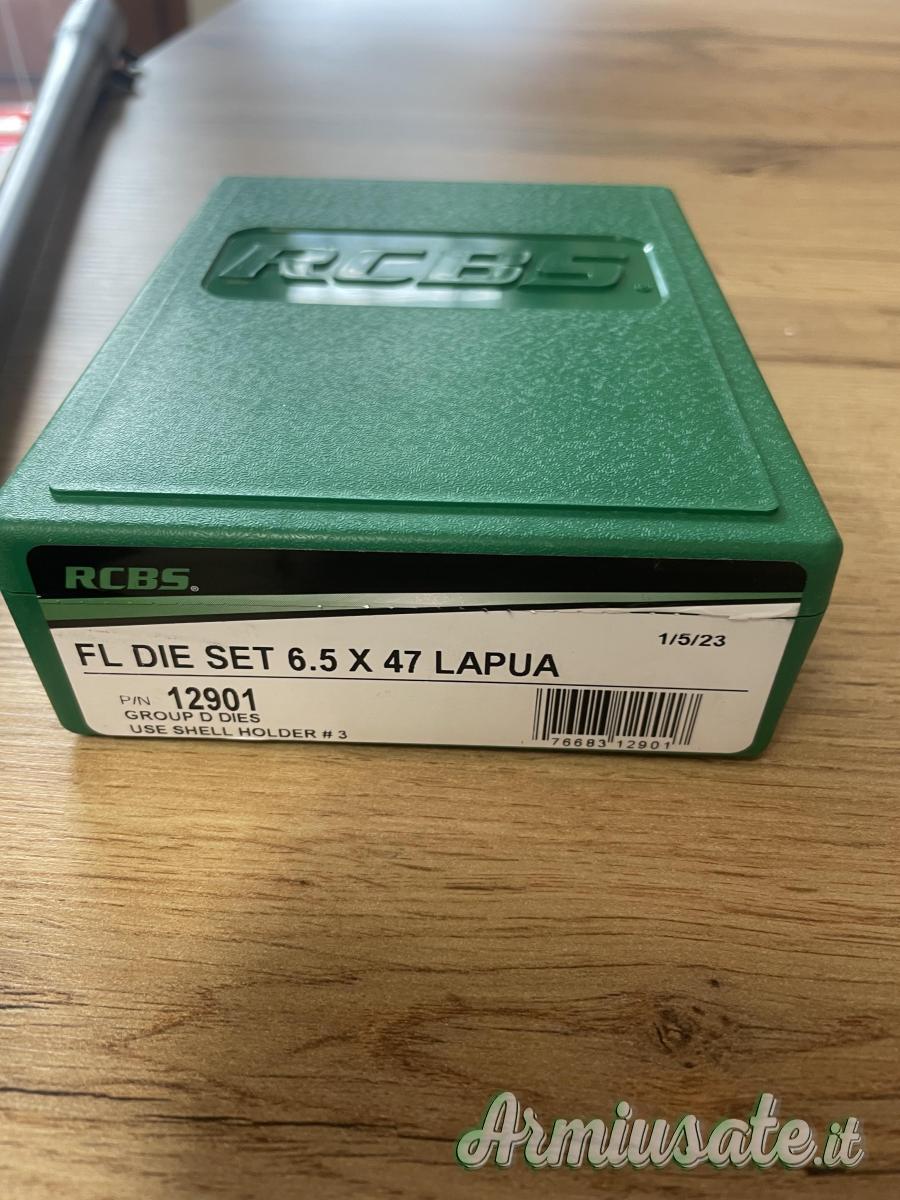 RCBS
RCBS
1/5/23
FL DIE SET 6.5 X 47 LAPUA
P/N 12901
GROUP D DIES
USE SHELL HOLDER # 3
76683 12901
Armiusate.it